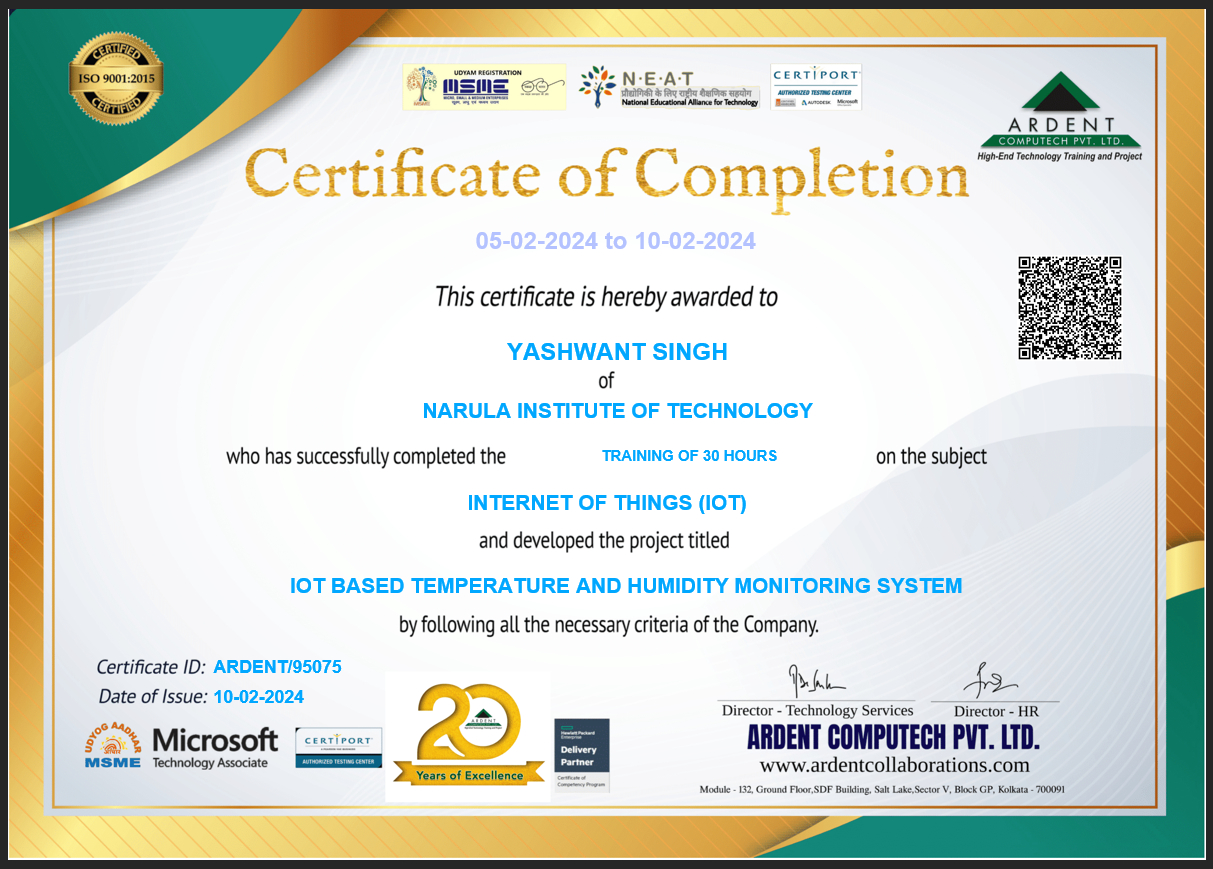 CERTIFIED
ISO 9001:2015
CERTIFIED
UDYAM REGISTRATION
MSME
MICRO, SMALL & MEDIUM ENTERPRISES
N·E·A·T
प्रौद्योगिकी के लिए राष्ट्रीय शैक्षणिक सहयोग
National Educational Alliance for Technology
CERTIPORT
AUTHORIZED TESTING CENTER
AUTODESK Microsoft
ARDENT
COMPUTECH PVT. LTD.
High-End Technology Training and Project
Certificate of Completion
05-02-2024 to 10-02-2024
This certificate is hereby awarded to
YASHWANT SINGH
of
NARULA INSTITUTE OF TECHNOLOGY
who has successfully completed the TRAINING OF 30 HOURS on the subject
INTERNET OF THINGS (IOT)
and developed the project titled
IOT BASED TEMPERATURE AND HUMIDITY MONITORING SYSTEM
by following all the necessary criteria of the Company.
Certificate ID: ARDENT/95075
Date of Issue: 10-02-2024
UDYOG AADHAR
MSME
Microsoft
Technology Associate
CERTIPORT
AUTHORIZED TESTING CENTER
20
ARDENT
Years of Excellence
Hewlett Packard
Enterprise
Delivery
Partner
Certificate of
Competency Program
Director - Technology Services
Director - HR
ARDENT COMPUTECH PVT. LTD.
www.ardentcollaborations.com
Module - 132, Ground Floor,SDF Building, Salt Lake,Sector V, Block GP, Kolkata - 700091